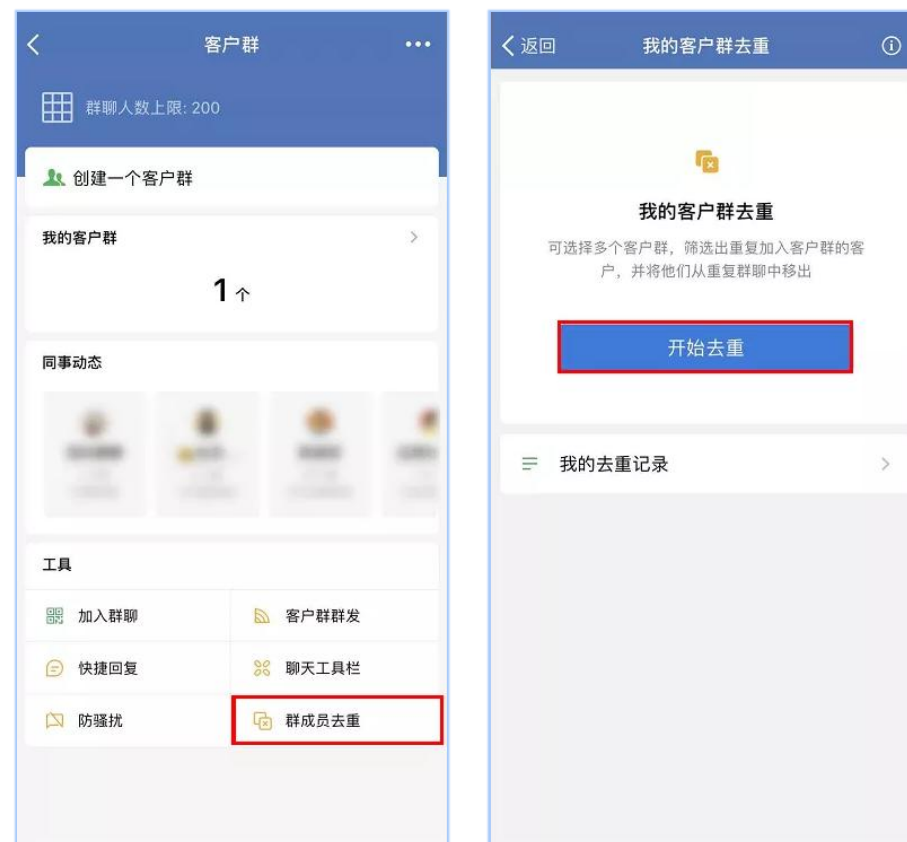 客户群
群聊人数上限: 200
创建一个客户群
我的客户群
1 个
同事动态
工具
加入群聊
客户群群发
快捷回复
聊天工具栏
防骚扰
群成员去重
返回
我的客户群去重
我的客户群去重
可选择多个客户群，筛选出重复加入客户群的客
户，并将他们从重复群聊中移出
开始去重
我的去重记录